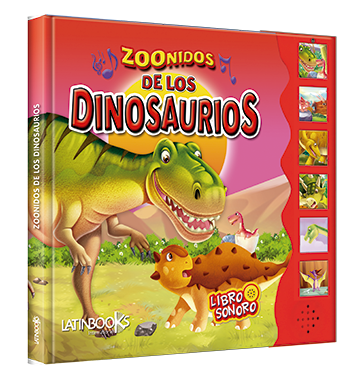 ZOONIDOS
DE LOS
DINOSAURIOS
LIBRO
SONORO
LATINBOOKS
ZOONIDOS DE LOS DINOSAURIOS